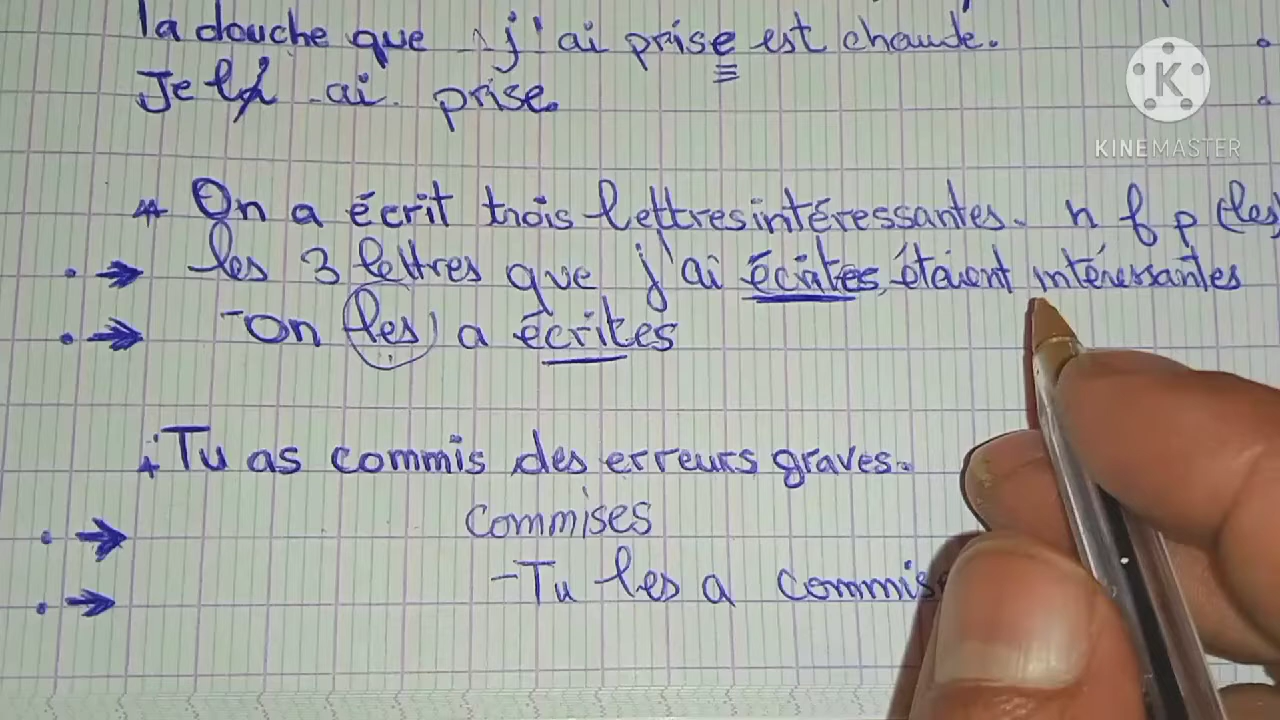 la douche que j'ai prise est chaude.
Je l' ai prise.
K
KINEMASTER
On a écrit trois lettres intéressantes. n f p (les)
les 3 lettres que j'ai écrites, étaient intéressantes
-On (les) a écrites
Tu as commis des erreurs graves.
Commises
-Tu les a commis